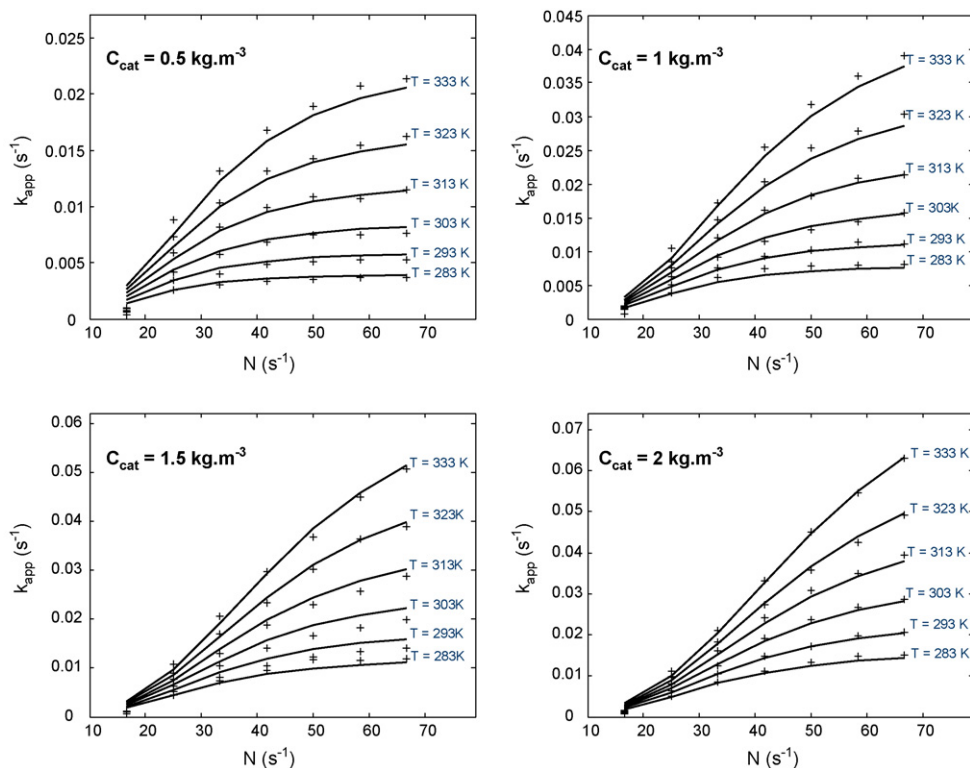 0.025
0.02
0.015
0.01
0.005
0
k_app (s⁻¹)
C_cat = 0.5 kg.m⁻³
T = 333 K
T = 323 K
T = 313 K
T = 303 K
T = 293 K
T = 283 K
10 20 30 40 50 60 70
N (s⁻¹)
0.045
0.04
0.035
0.03
0.025
0.02
0.015
0.01
0.005
0
k_app (s⁻¹)
C_cat = 1 kg.m⁻³
T = 333 K
T = 323 K
T = 313 K
T = 303K
T = 293 K
T = 283 K
10 20 30 40 50 60 70
N (s⁻¹)
0.06
0.05
0.04
0.03
0.02
0.01
0
k_app (s⁻¹)
C_cat = 1.5 kg.m⁻³
T = 333 K
T = 323K
T = 313K
T = 303K
T = 293K
T = 283K
10 20 30 40 50 60 70
N (s⁻¹)
0.07
0.06
0.05
0.04
0.03
0.02
0.01
0
k_app (s⁻¹)
C_cat = 2 kg.m⁻³
T = 333 K
T = 323 K
T = 313 K
T = 303 K
T = 293 K
T = 283 K
10 20 30 40 50 60 70
N (s⁻¹)